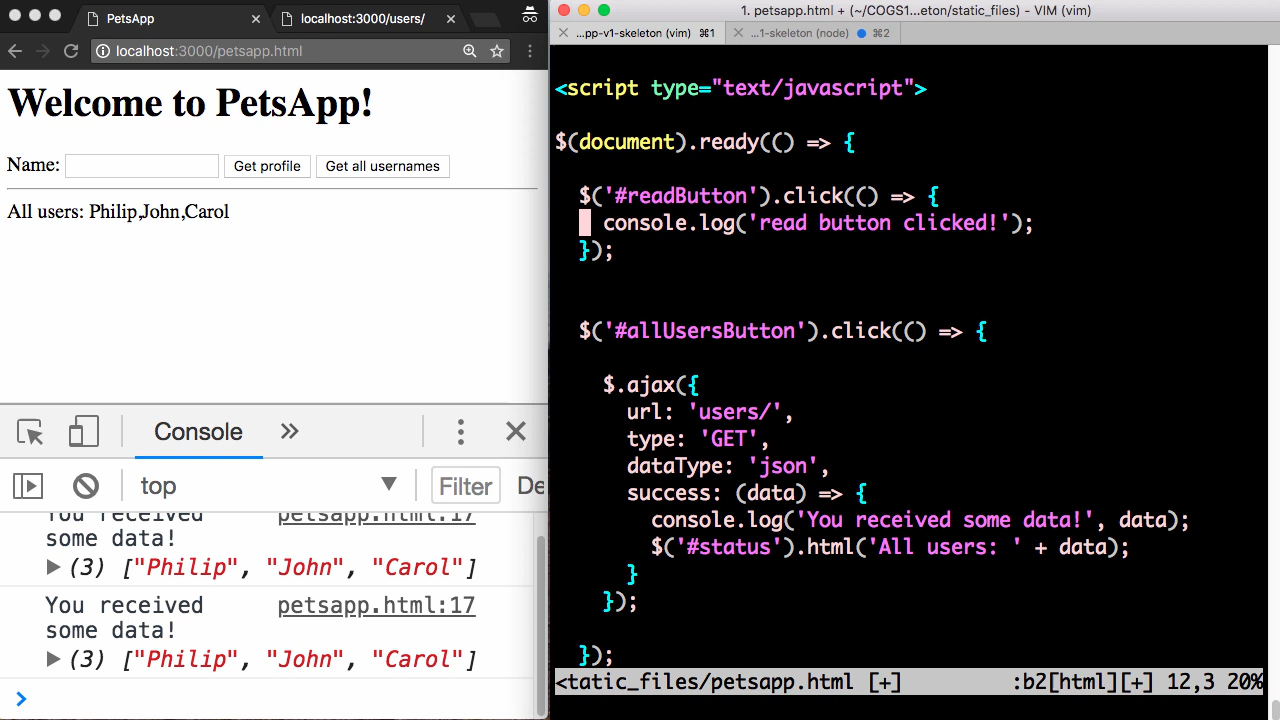 PetsApp
localhost:3000/users/
localhost:3000/petsapp.html
Welcome to PetsApp!
Name:
Get profile
Get all usernames
All users: Philip,John,Carol
Console
top
Filter
De
You received petsapp.html:17
some data!
(3) ["Philip", "John", "Carol"]
You received petsapp.html:17
some data!
(3) ["Philip", "John", "Carol"]
1. petsapp.html + (~/COGS1...eton/static_files) - VIM (vim)
...pp-v1-skeleton (vim) ⌘1
...1-skeleton (node) ⌘2
<script type="text/javascript">
$(document).ready(() => {
$('#readButton').click(() => {
console.log('read button clicked!');
});
$('#allUsersButton').click(() => {
$.ajax({
url: 'users/',
type: 'GET',
dataType: 'json',
success: (data) => {
console.log('You received some data!', data);
$('#status').html('All users: ' + data);
}
});
});
<tatic_files/petsapp.html [+] :b2[html][+] 12,3 20%